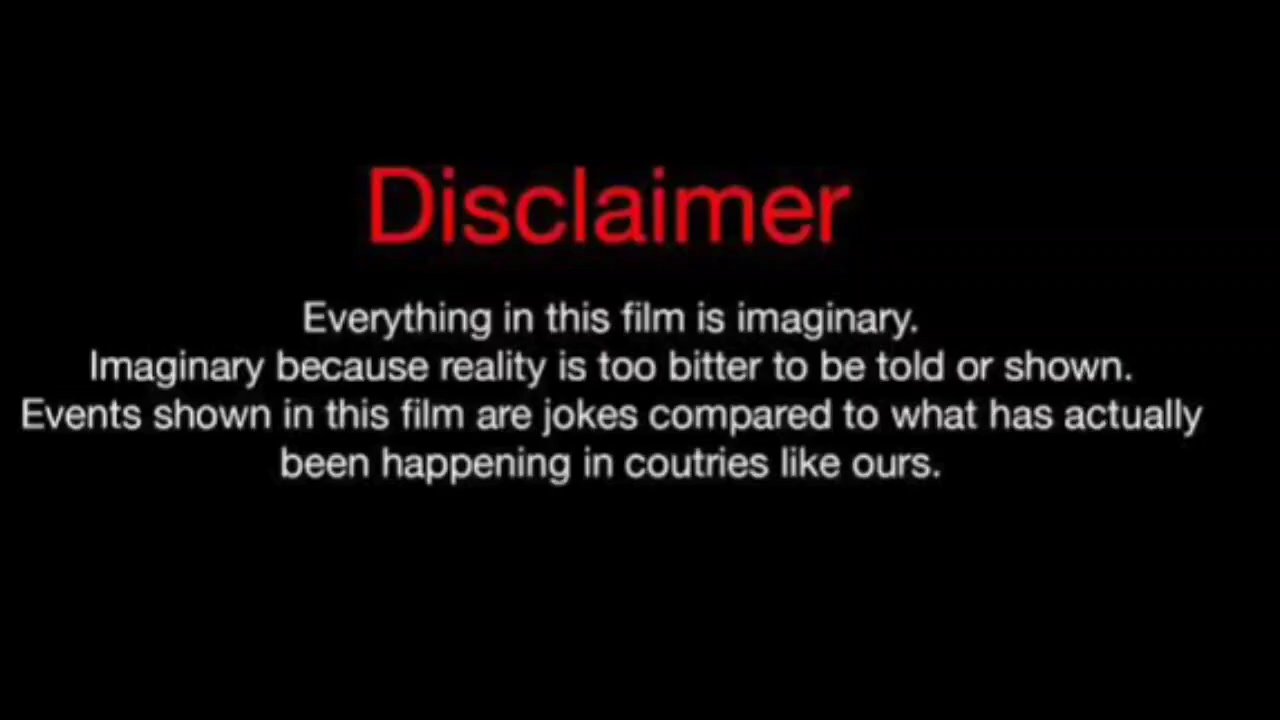 Disclaimer
Everything in this film is imaginary.
Imaginary because reality is too bitter to be told or shown.
Events shown in this film are jokes compared to what has actually
been happening in coutries like ours.